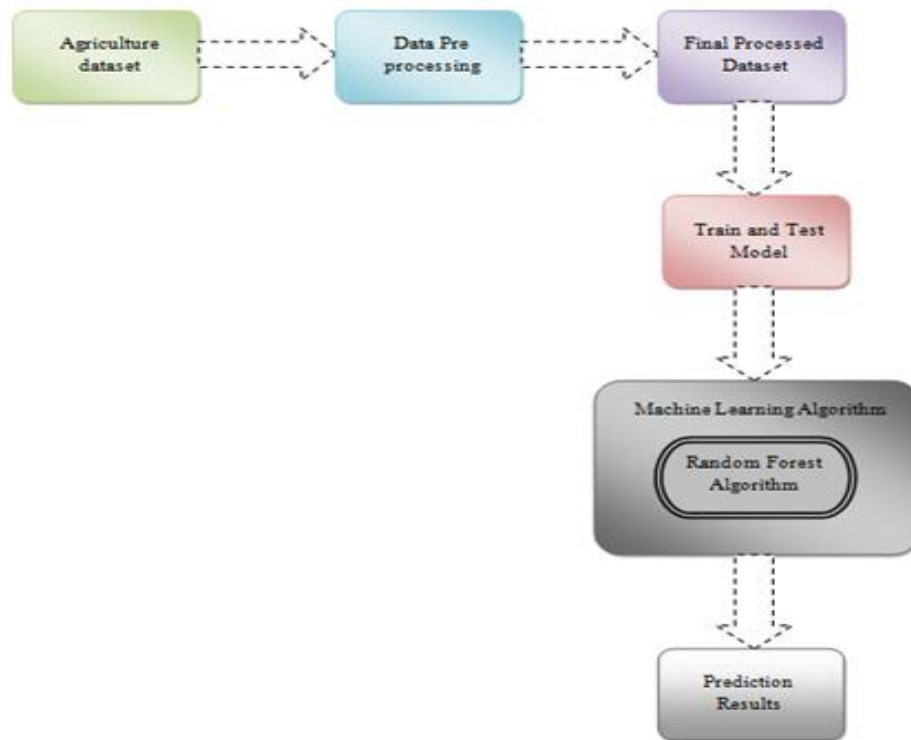 Agriculture
dataset
Data Pre
processing
Final Processed
Dataset
Train and Test
Model
Machine Learning Algorithm
Random Forest
Algorithm
Prediction
Results